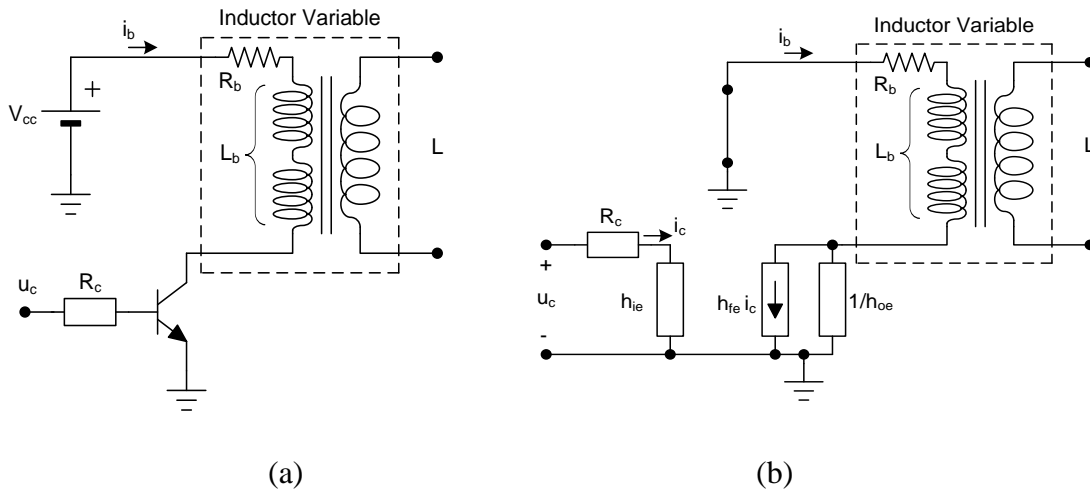 Inductor Variable
i_b
R_b
+
V_cc
L_b
L
u_c
R_c
(a)
Inductor Variable
i_b
R_b
L_b
L
R_c
i_c
+
u_c
-
h_ie
h_fe i_c
1/h_oe
(b)